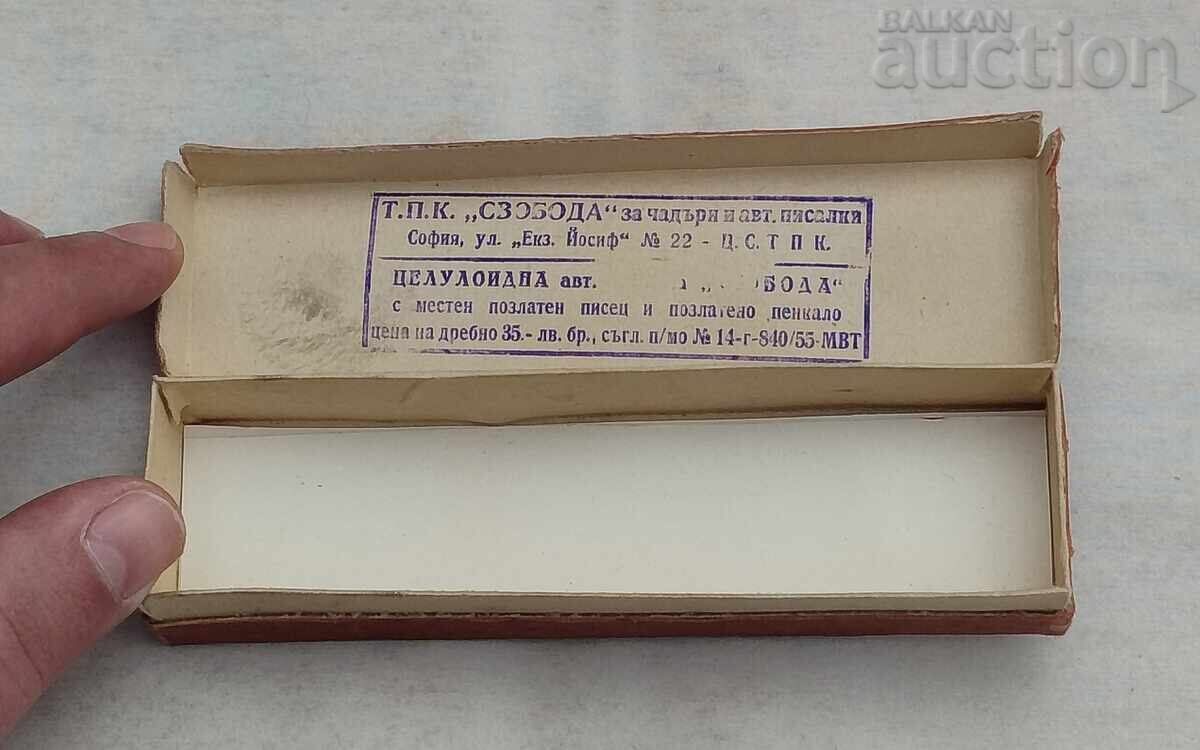 BALKAN
auction
Т.П.К. „СВОБОДА“ за чадъри и авт. писалки
София, ул. „Екз. Йосиф“ № 22 - Ц.С.Т П К.
ЦЕЛУЛОИДНА авт.
с местен позлатен писец и позлатено пенкало
цена на дребно 35.- лв. бр., съгл. п/мо № 14-г-840/55-МВТ